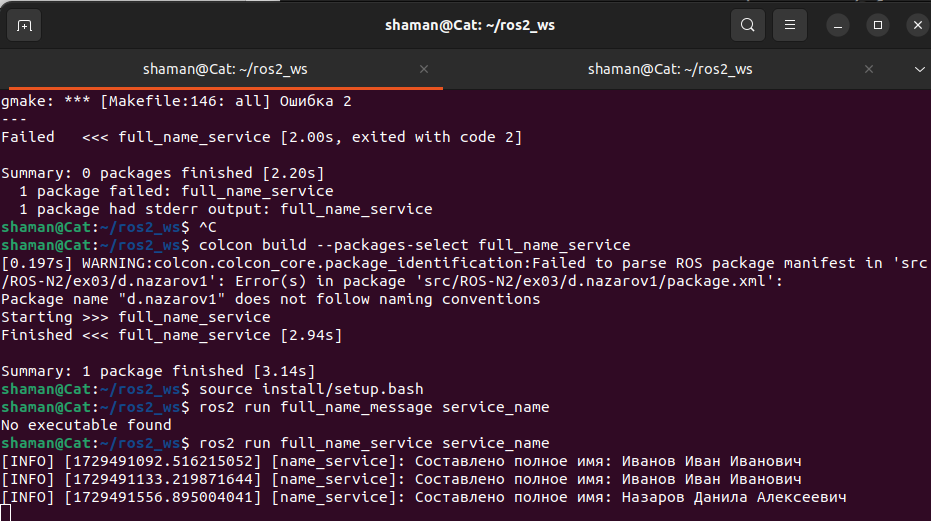 shaman@Cat: ~/ros2_ws
shaman@Cat: ~/ros2_ws
shaman@Cat: ~/ros2_ws
gmake: *** [Makefile:146: all] Ошибка 2
---
Failed   <<< full_name_service [2.00s, exited with code 2]
Summary: 0 packages finished [2.20s]
  1 package failed: full_name_service
  1 package had stderr output: full_name_service
shaman@Cat:~/ros2_ws$ ^C
shaman@Cat:~/ros2_ws$ colcon build --packages-select full_name_service
[0.197s] WARNING:colcon.colcon_core.package_identification:Failed to parse ROS package manifest in 'src
/ROS-N2/ex03/d.nazarov1': Error(s) in package 'src/ROS-N2/ex03/d.nazarov1/package.xml':
Package name "d.nazarov1" does not follow naming conventions
Starting >>> full_name_service
Finished <<< full_name_service [2.94s]
Summary: 1 package finished [3.14s]
shaman@Cat:~/ros2_ws$ source install/setup.bash
shaman@Cat:~/ros2_ws$ ros2 run full_name_message service_name
No executable found
shaman@Cat:~/ros2_ws$ ros2 run full_name_service service_name
[INFO] [1729491092.516215052] [name_service]: Составлено полное имя: Иванов Иван Иванович
[INFO] [1729491133.219871644] [name_service]: Составлено полное имя: Иванов Иван Иванович
[INFO] [1729491556.895004041] [name_service]: Составлено полное имя: Назаров Данила Алексеевич